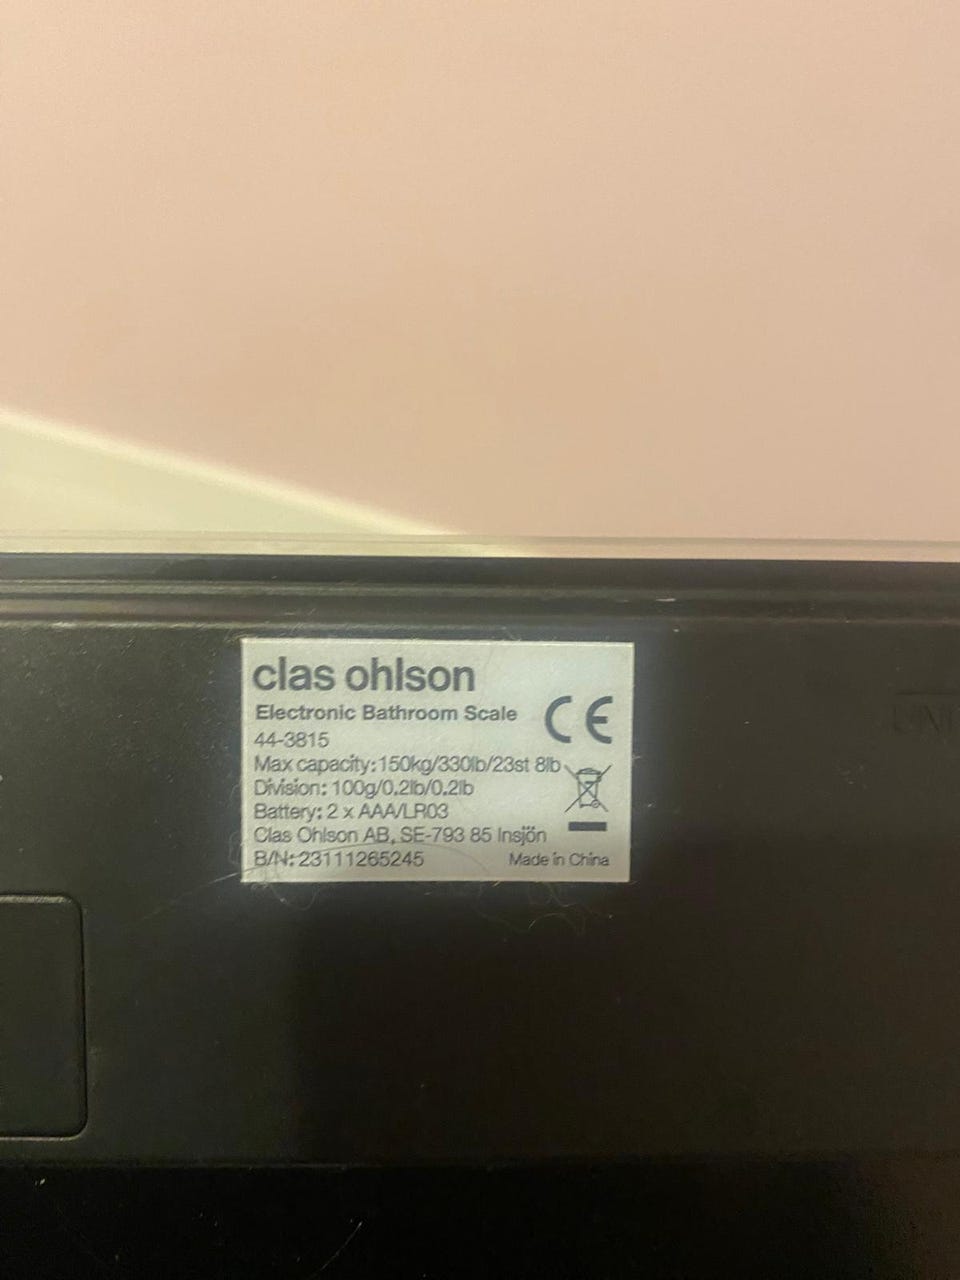 clas ohlson
Electronic Bathroom Scale
CE
44-3815
Max capacity:150kg/330lb/23st 8lb
Division: 100g/0.2lb/0.2lb
Battery: 2 x AAA/LR03
Clas Ohlson AB, SE-793 85 Insjön
B/N: 23111265245 Made in China